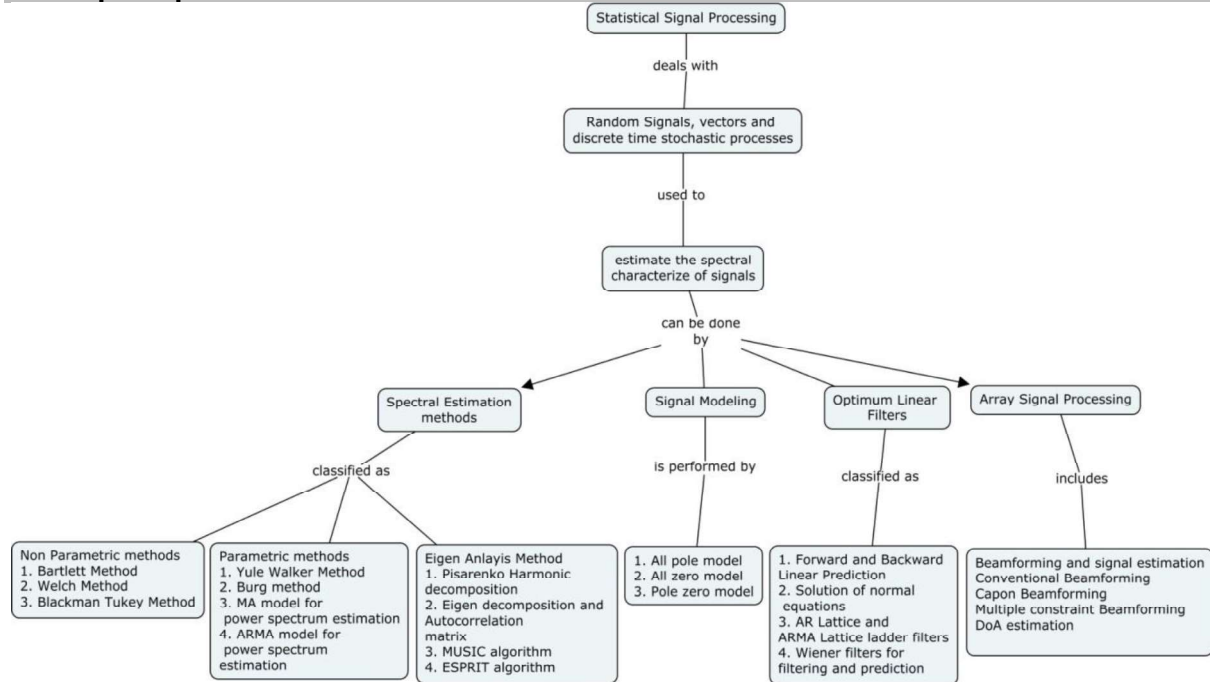 Statistical Signal Processing
deals with
Random Signals, vectors and
discrete time stochastic processes
used to
estimate the spectral
characterize of signals
can be done
by
Spectral Estimation
methods
Signal Modeling
Optimum Linear
Filters
Array Signal Processing
classified as
is performed by
classified as
includes
Non Parametric methods
1. Bartlett Method
2. Welch Method
3. Blackman Tukey Method
Parametric methods
1. Yule Walker Method
2. Burg method
3. MA model for
power spectrum estimation
4. ARMA model for
power spectrum
estimation
Eigen Anlayis Method
1. Pisarenko Harmonic
decomposition
2. Eigen decomposition and
Autocorrelation
matrix
3. MUSIC algorithm
4. ESPRIT algorithm
1. All pole model
2. All zero model
3. Pole zero model
1. Forward and Backward
Linear Prediction
2. Solution of normal
equations
3. AR Lattice and
ARMA Lattice ladder filters
4. Wiener filters for
filtering and prediction
Beamforming and signal estimation
Conventional Beamforming
Capon Beamforming
Multiple constraint Beamforming
DoA estimation